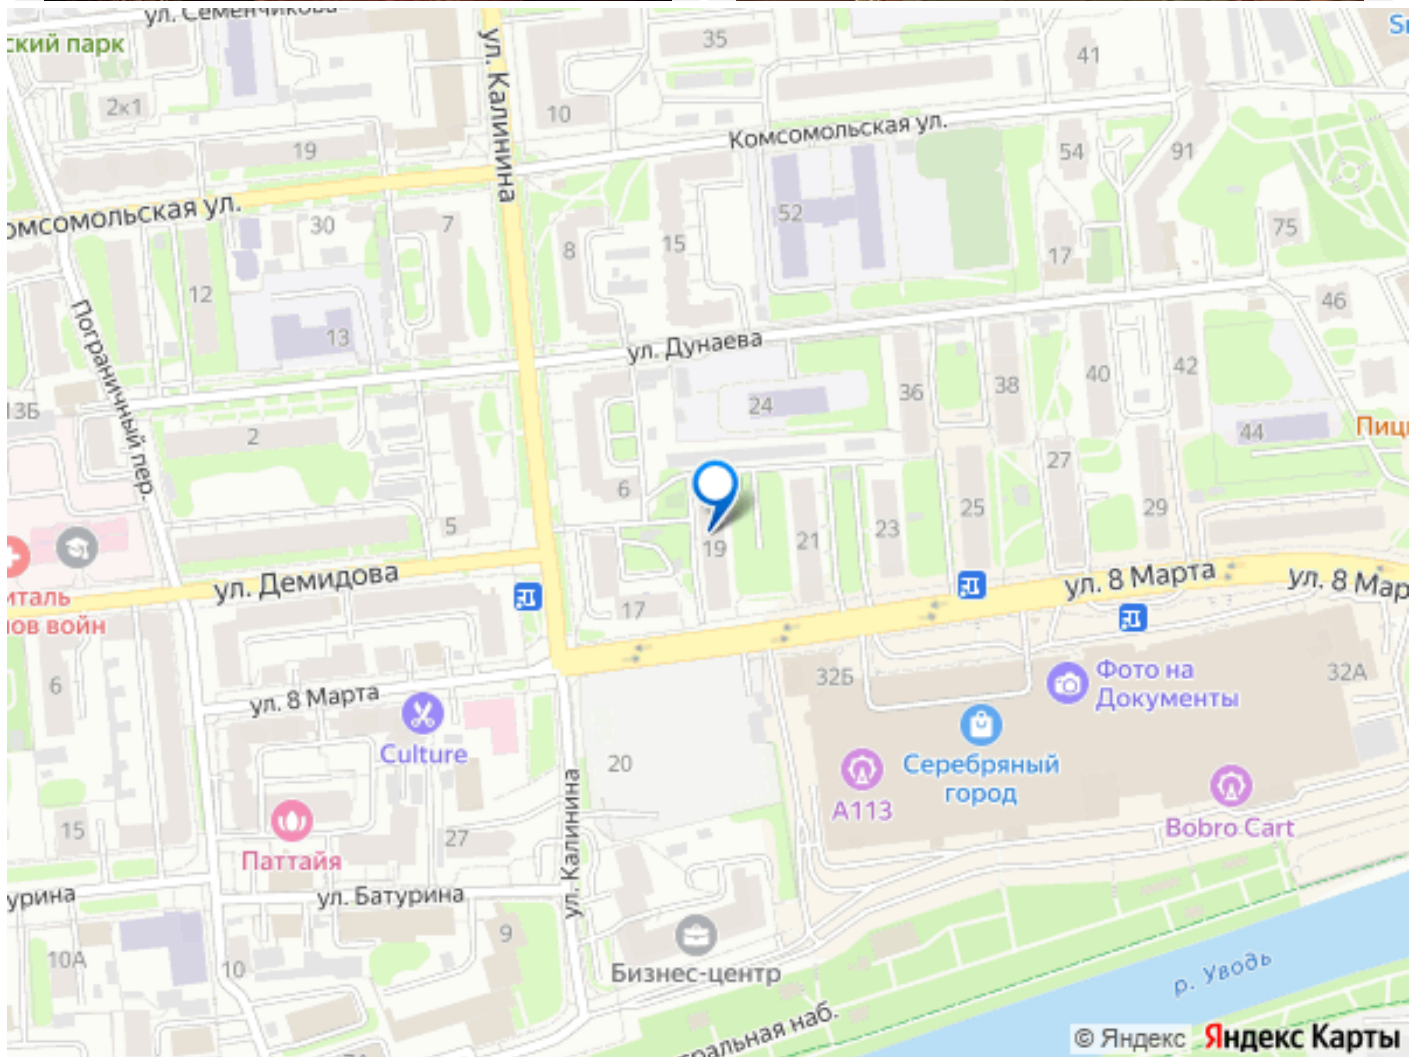 ул. Семенчикова
ский парк
ул. Калинина
35
41
2к1
10
Комсомольская ул.
19
54
91
омсомольская ул.
30
7
52
8
15
75
17
12
46
Пограничный пер.
13
ул. Дунаева
13Б
36
38
40
42
24
2
44
Пиц
27
6
5
25
29
23
19
21
ул. Демидова
ул. 8 Марта
ул. 8 Мар
италь
нов войн
17
6
32Б
Фото на
Документы
32А
ул. 8 Марта
Culture
20
Серебряный
город
А113
Bobro Cart
15
Паттайя
27
ул. Калинина
урина
ул. Батурина
9
10А
10
Бизнес-центр
р. Уводь
ральная наб.
© Яндекс Яндекс Карты